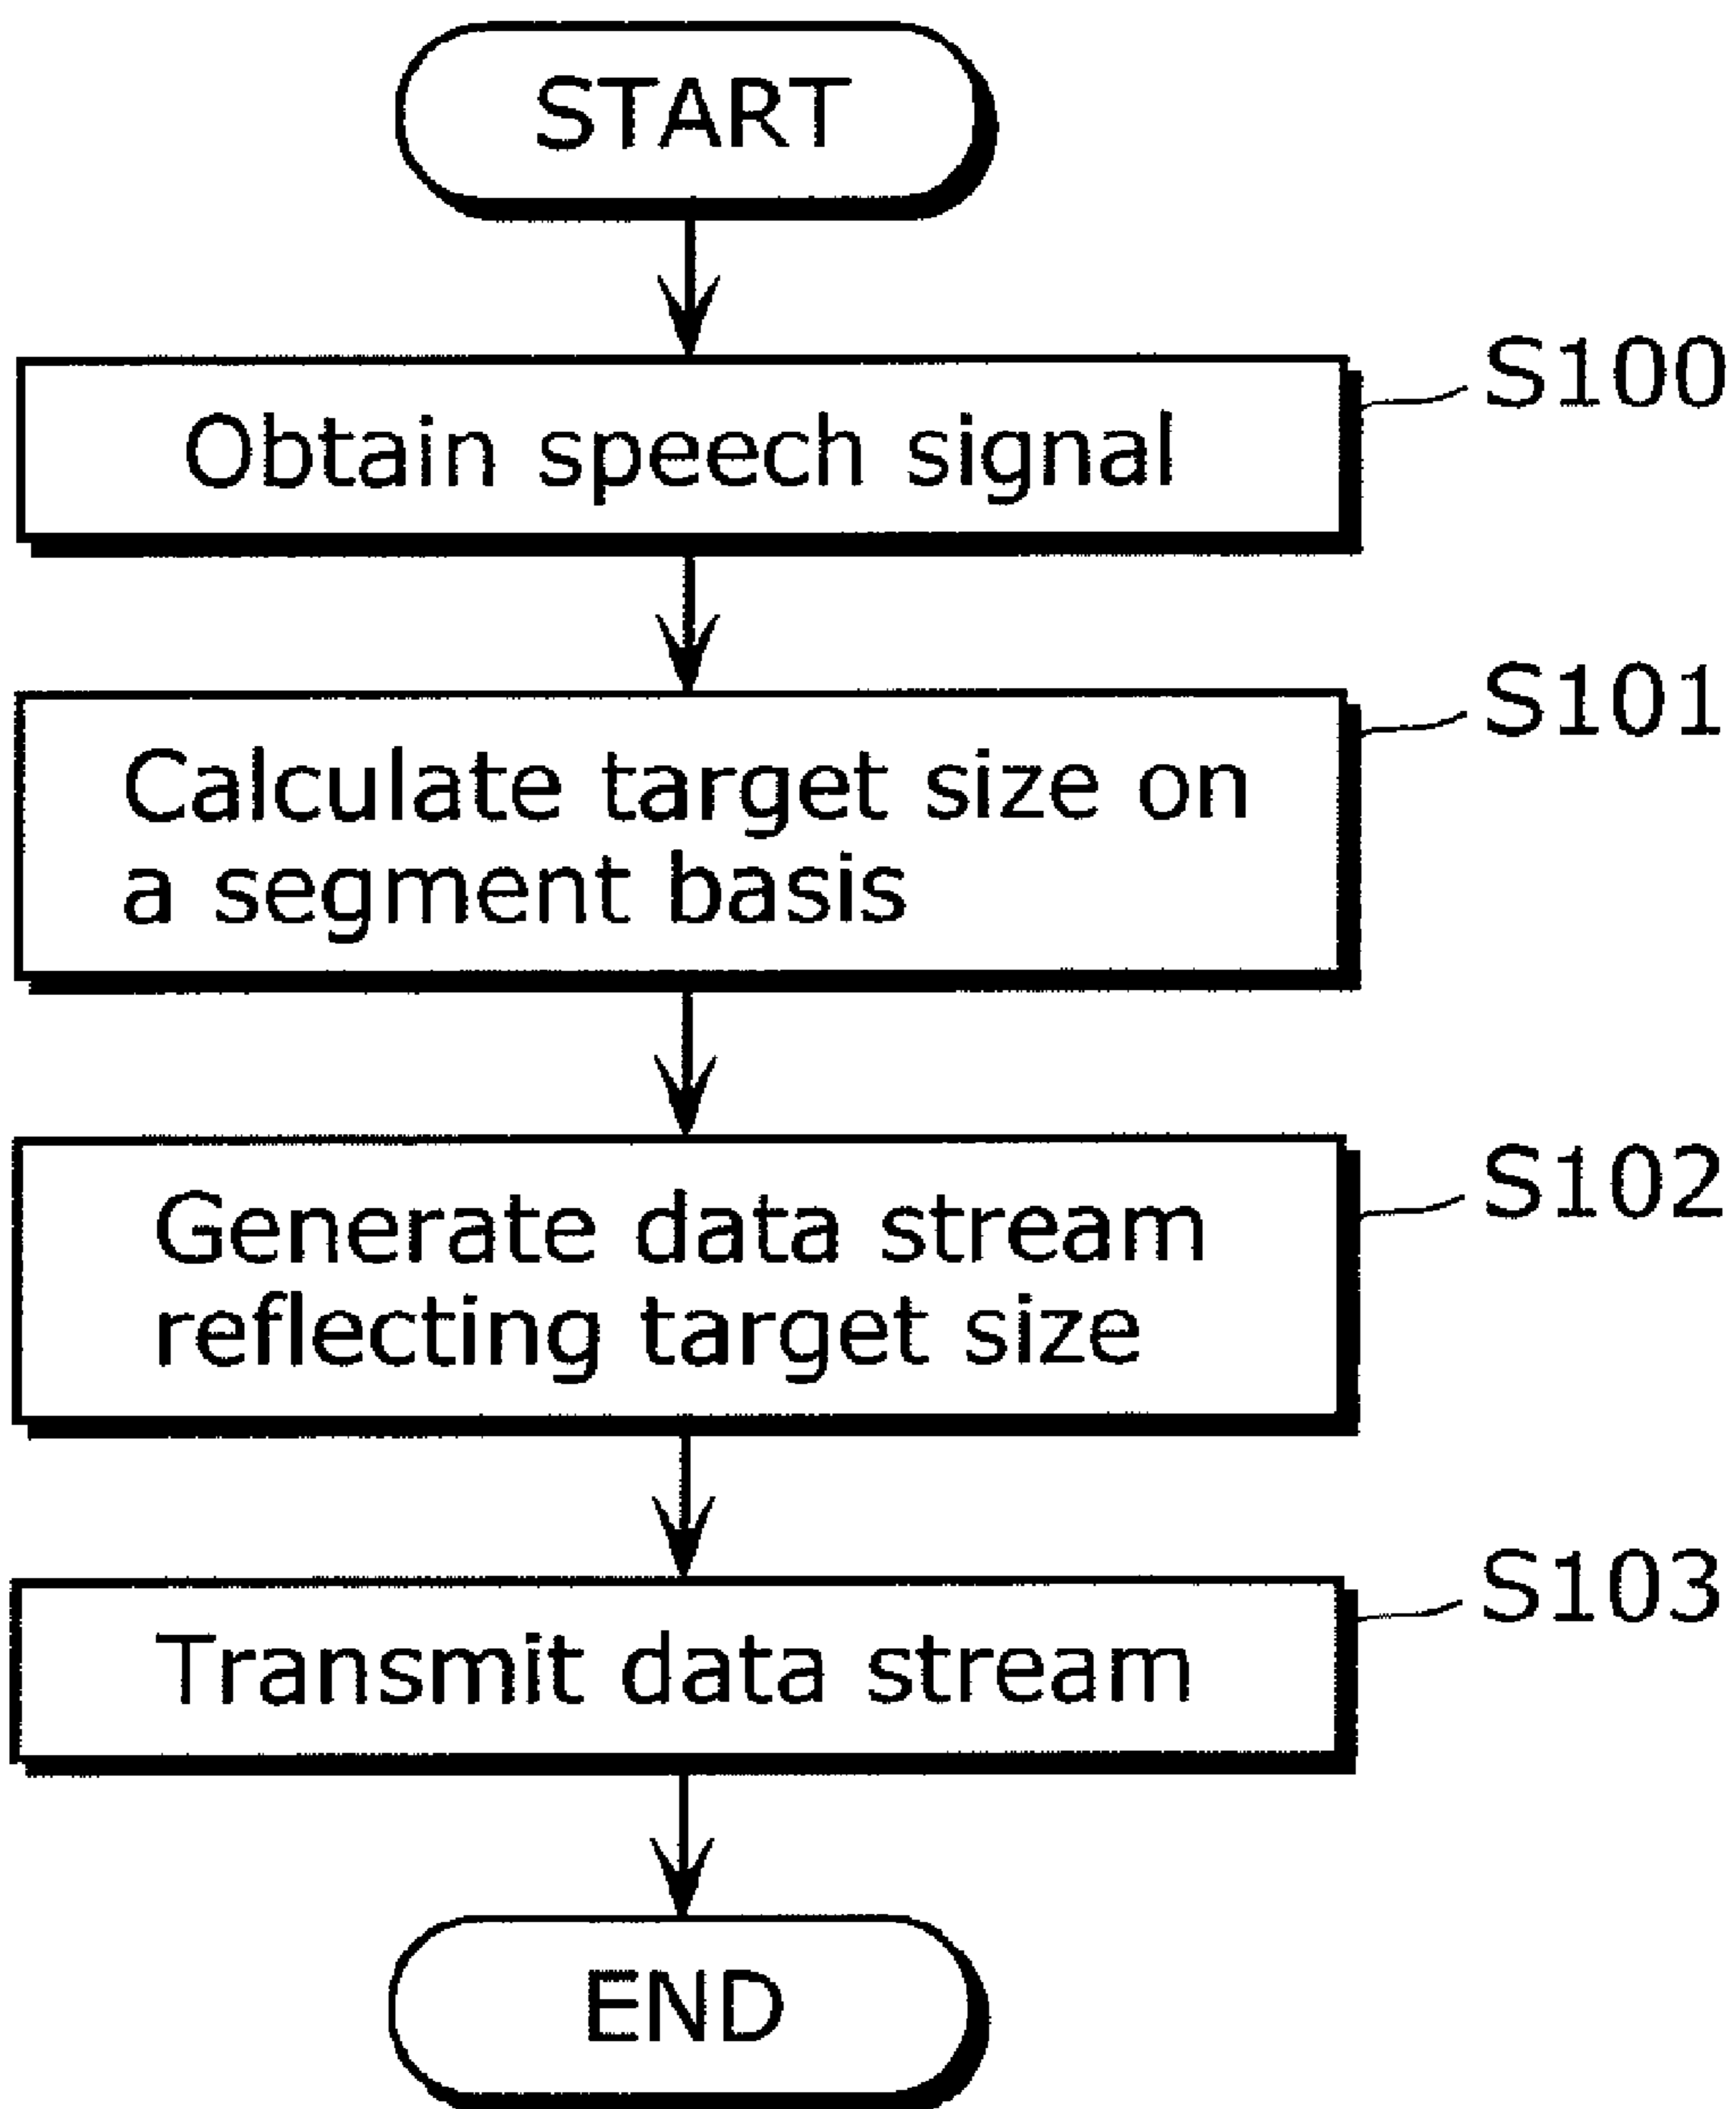 START
S100
Obtain speech signal
S101
Calculate target size on
a segment basis
S102
Generate data stream
reflecting target size
S103
Transmit data stream
END